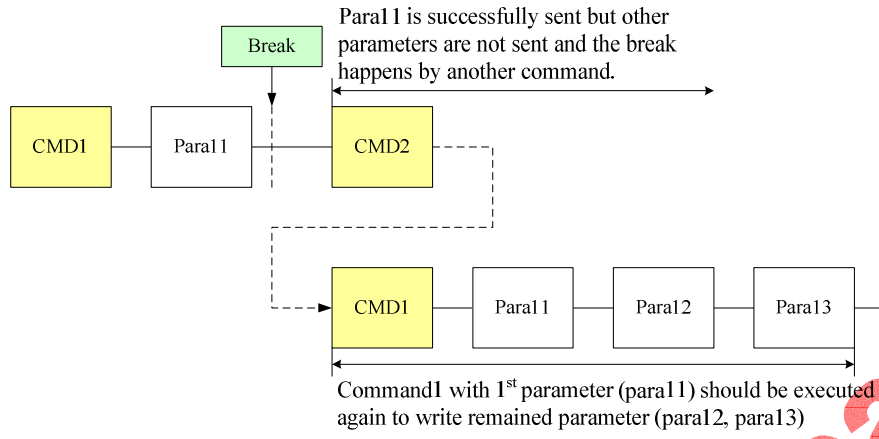 Para11 is successfully sent but other
parameters are not sent and the break
happens by another command.
Break
CMD1
Para11
CMD2
CMD1
Para11
Para12
Para13
Command1 with 1st parameter (para11) should be executed
again to write remained parameter (para12, para13)